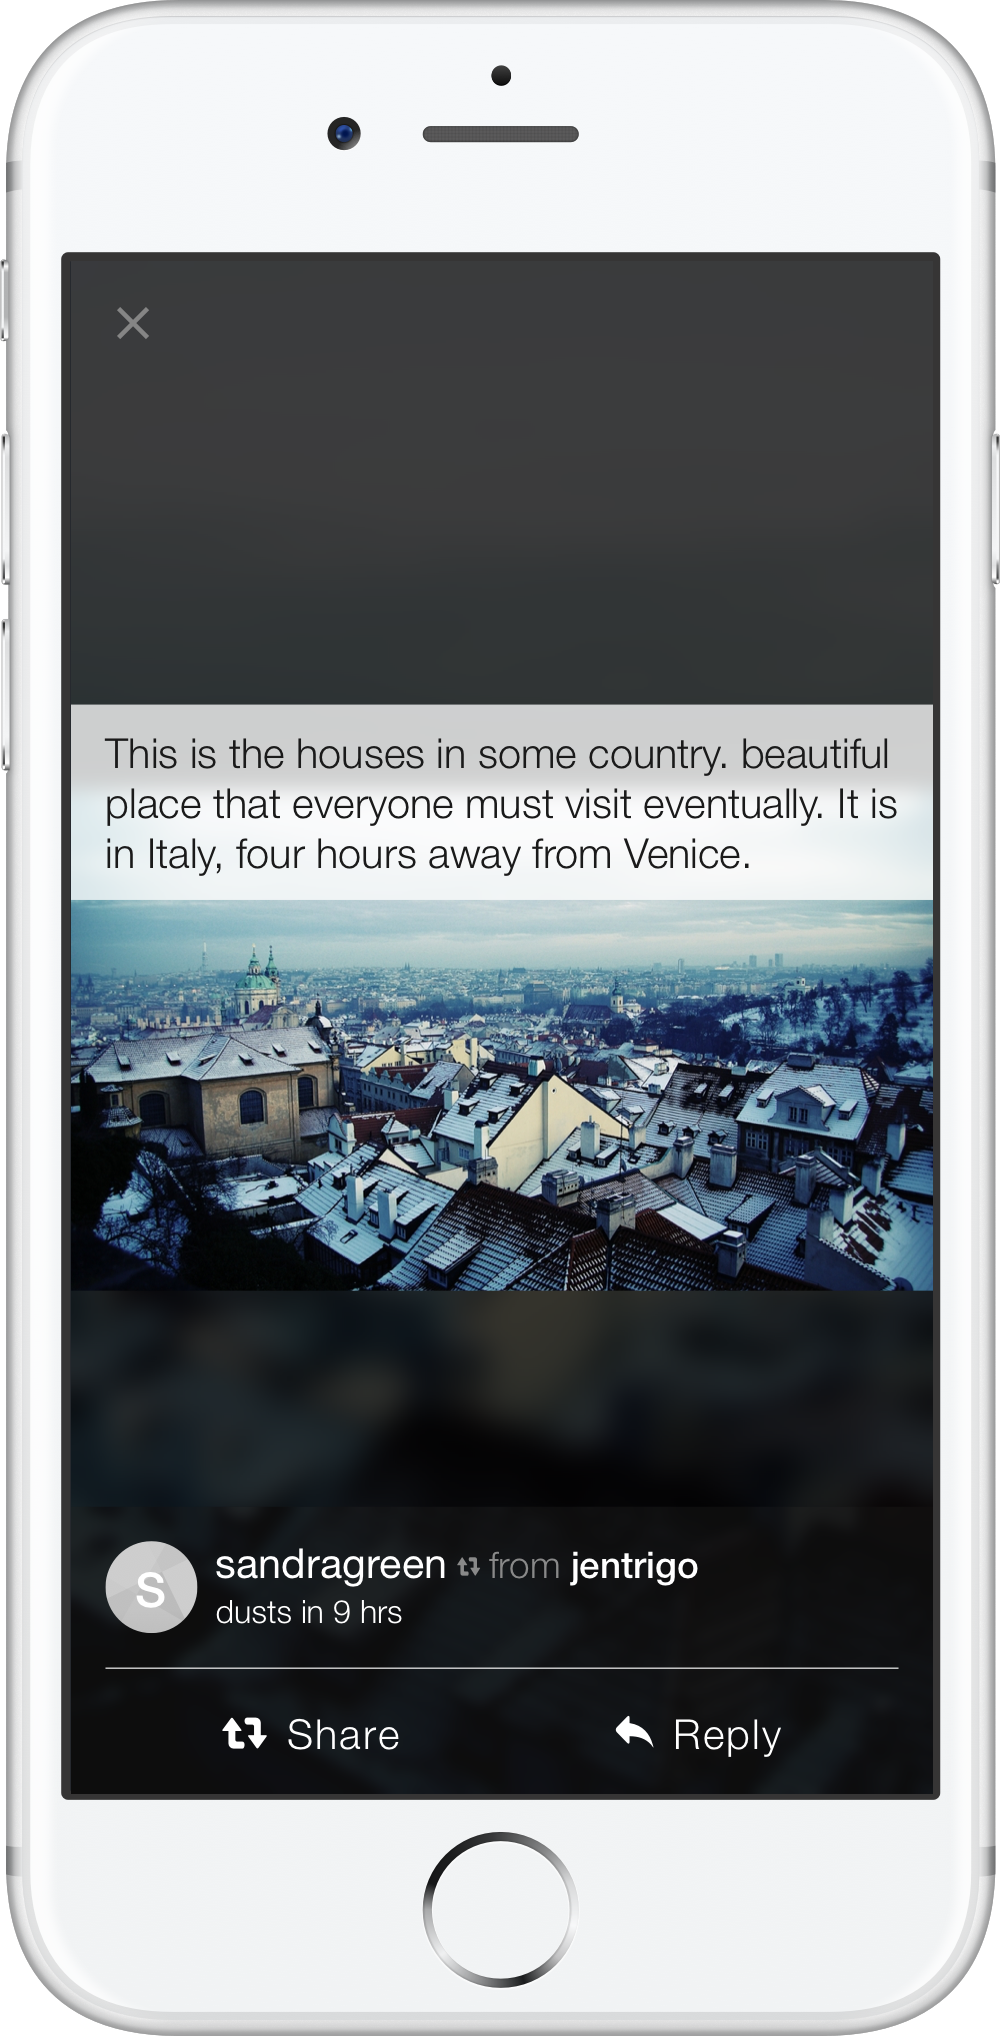 This is the houses in some country. beautiful
place that everyone must visit eventually. It is
in Italy, four hours away from Venice.
S
sandragreen from jentrigo
dusts in 9 hrs
Share Reply